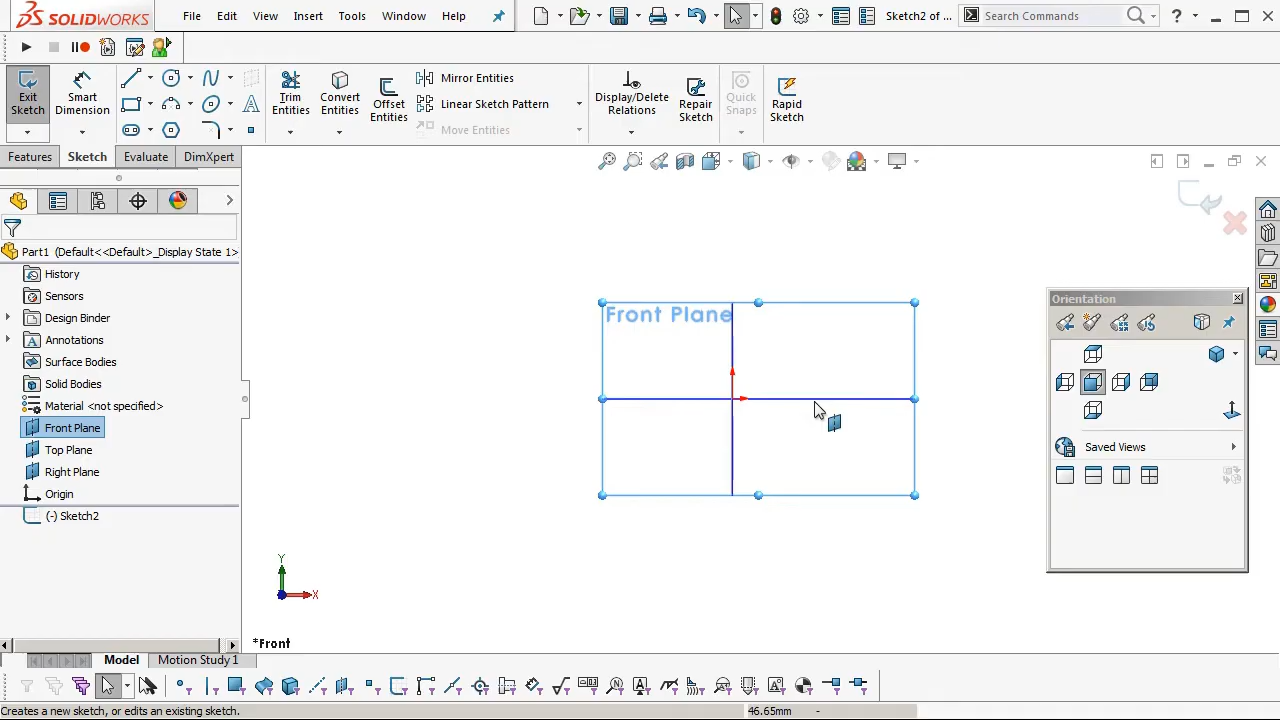 SOLIDWORKS
File Edit View Insert Tools Window Help
Sketch2 of ...
Search Commands
Exit Sketch
Smart Dimension
Trim Entities
Convert Entities
Offset Entities
Mirror Entities
Linear Sketch Pattern
Move Entities
Display/Delete Relations
Repair Sketch
Quick Snaps
Rapid Sketch
Features Sketch Evaluate DimXpert
Part1 (Default<<Default>_Display State 1>
History
Sensors
Design Binder
Annotations
Surface Bodies
Solid Bodies
Material <not specified>
Front Plane
Top Plane
Right Plane
Origin
(-) Sketch2
Front Plane
Orientation
Saved Views
Y
X
*Front
Model Motion Study 1
Creates a new sketch, or edits an existing sketch.
46.65mm -